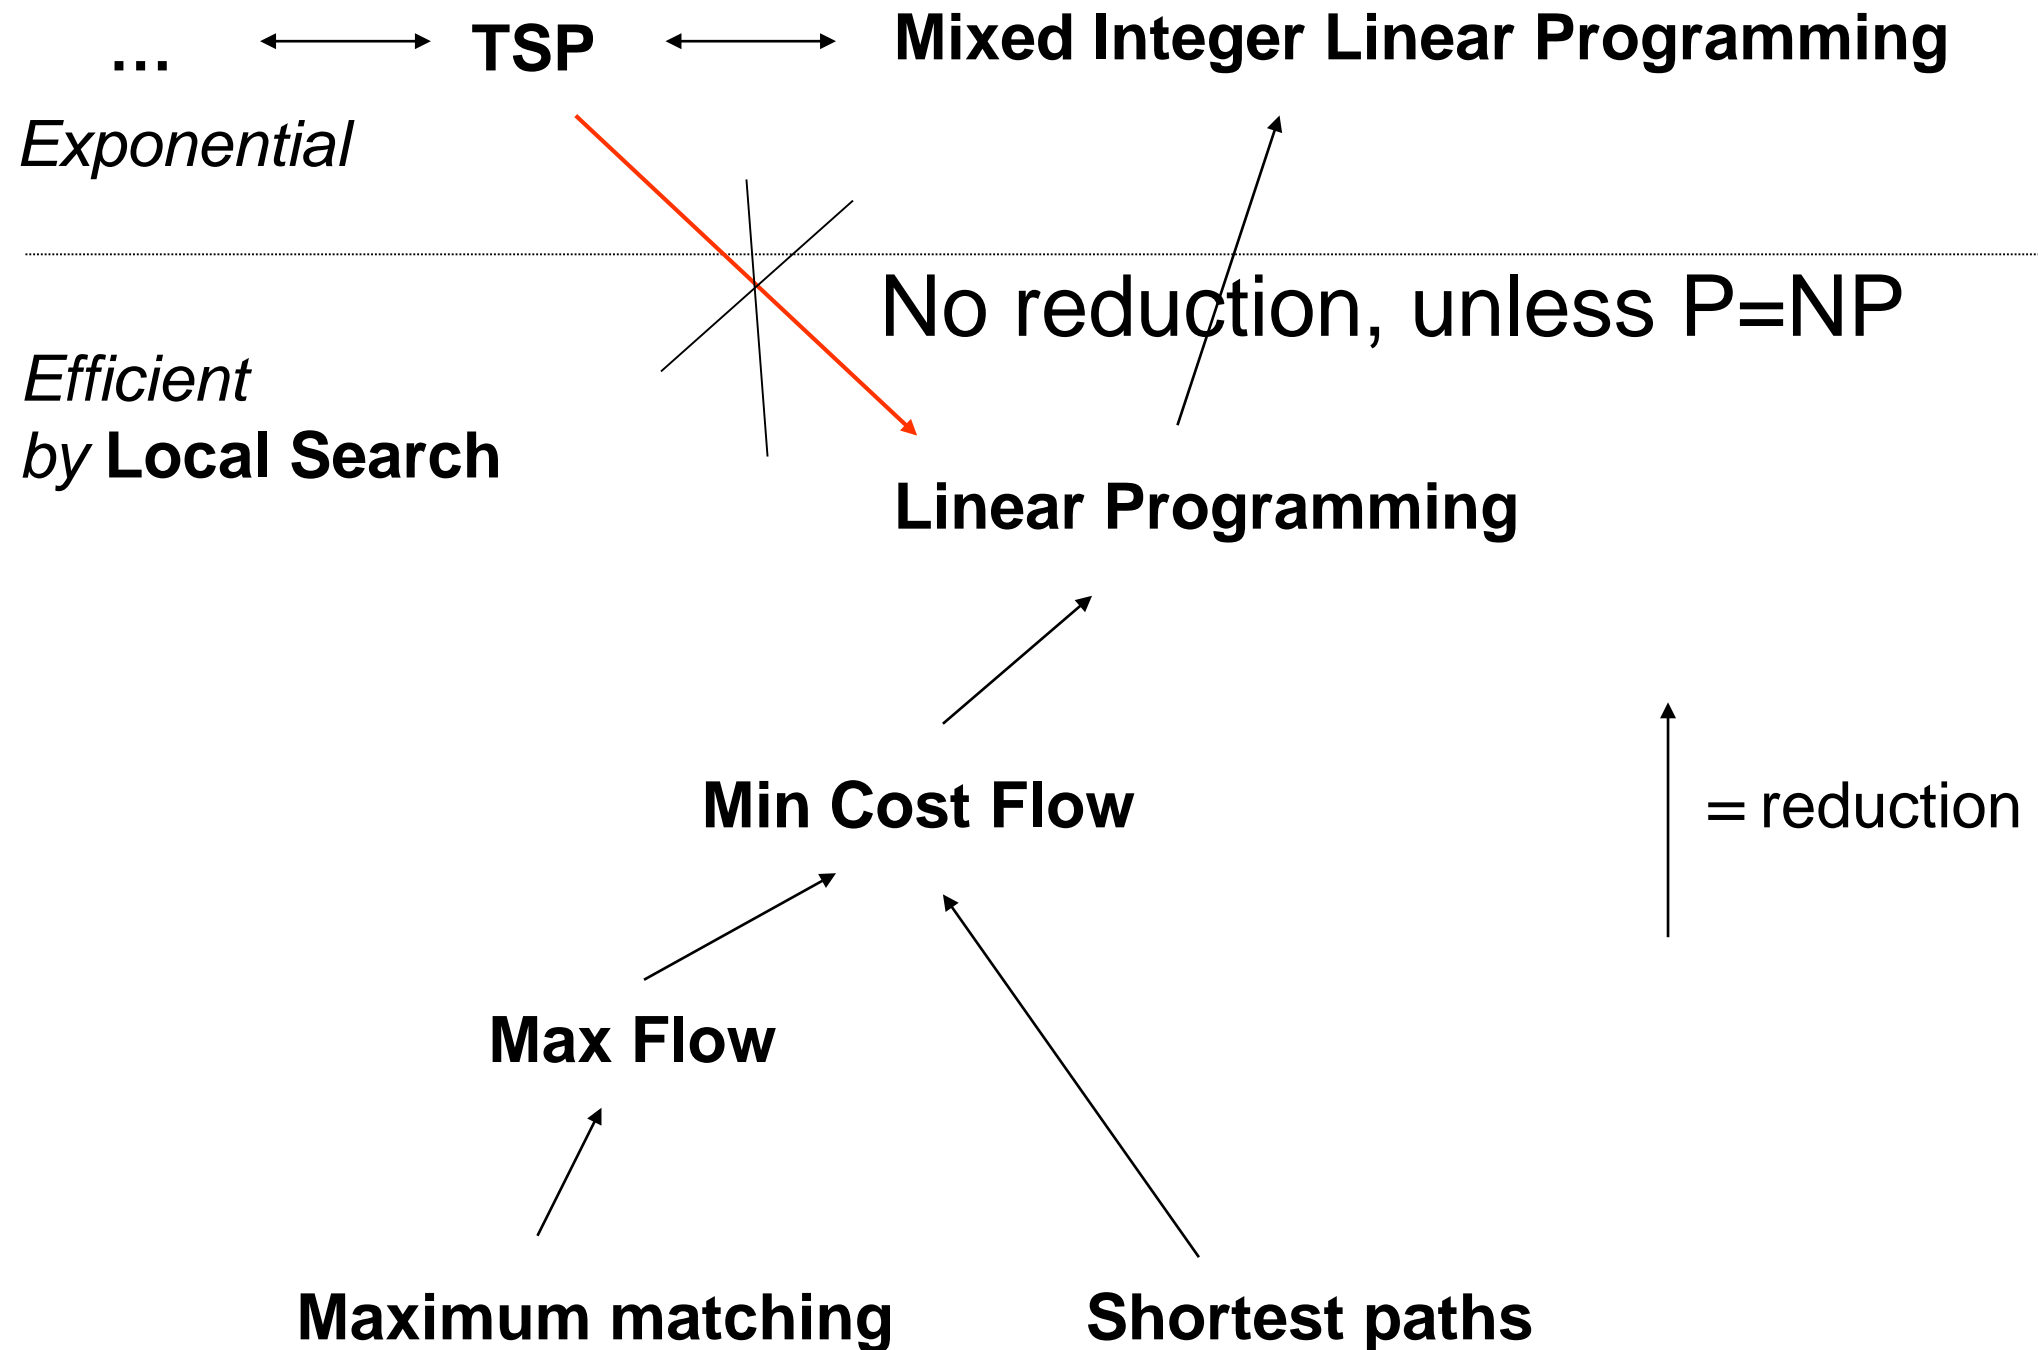 ... TSP Mixed Integer Linear Programming
Exponential
No reduction, unless P=NP
Efficient
by Local Search
Linear Programming
Min Cost Flow
= reduction
Max Flow
Maximum matching
Shortest paths